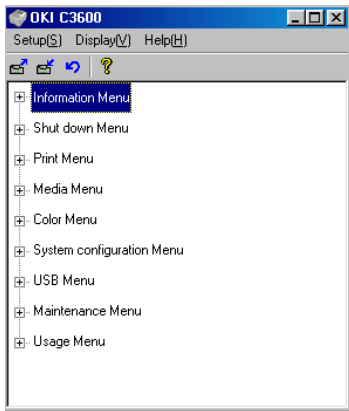 OKI C3600
Setup(S) Display(V) Help(H)
Information Menu
Shut down Menu
Print Menu
Media Menu
Color Menu
System configuration Menu
USB Menu
Maintenance Menu
Usage Menu